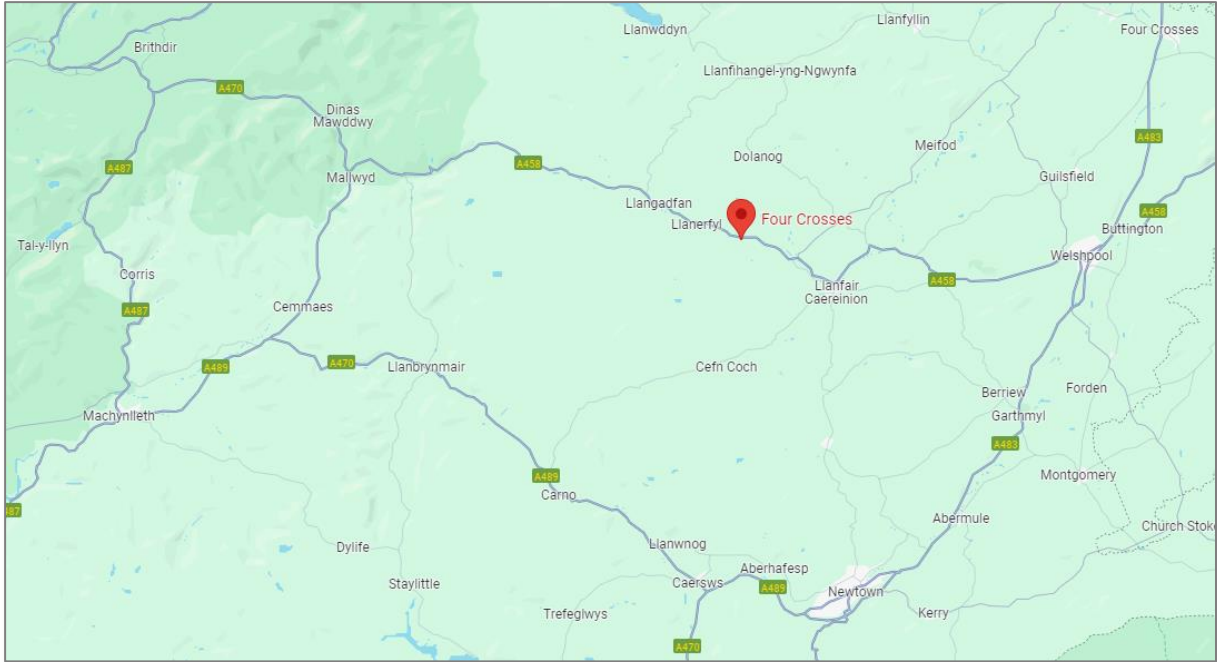 Llanfyllin
Llanwddyn
Four Crosses
Brithdir
Llanfihangel-yng-Ngwynfa
A470
Dinas
Mawddwy
A483
Meifod
Dolanog
A458
A487
Mallwyd
Guilsfield
Llangadfan
A458
Llanerfyl
Four Crosses
Buttington
Tal-y-llyn
Welshpool
Corris
A458
Llanfair
Caereinion
Cemmaes
A487
A470
A489
Llanbrynmair
Cefn Coch
Berriew
Forden
Machynlleth
Garthmyl
A483
A489
Montgomery
Carno
487
Abermule
Church Stoke
Dylife
Llanwnog
Aberhafesp
Staylittle
Caersws
A489
Newtown
Trefeglwys
Kerry
A470